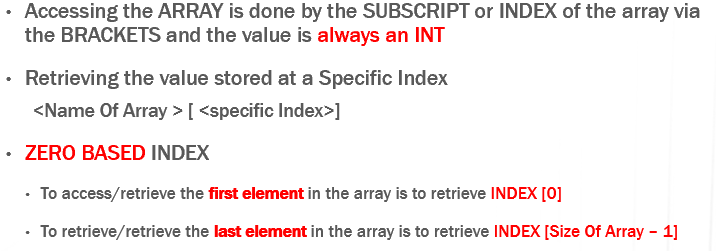 • Accessing the ARRAY is done by the SUBSCRIPT or INDEX of the array via
the BRACKETS and the value is always an INT
• Retrieving the value stored at a Specific Index
<Name Of Array > [ <specific Index>]
• ZERO BASED INDEX
• To access/retrieve the first element in the array is to retrieve INDEX [0]
• To retrieve/retrieve the last element in the array is to retrieve INDEX [Size Of Array – 1]